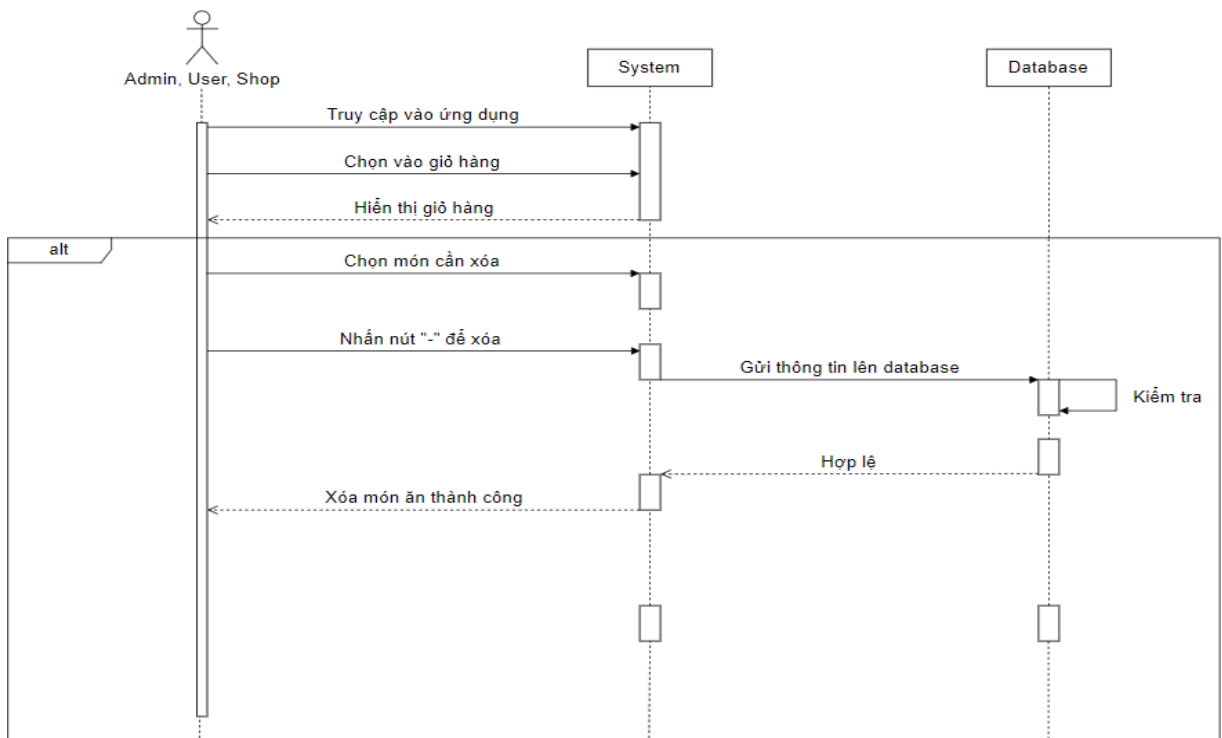 Admin, User, Shop
System
Database
Truy cập vào ứng dụng
Chọn vào giỏ hàng
Hiển thị giỏ hàng
alt
Chọn món cần xóa
Nhấn nút "-" để xóa
Gửi thông tin lên database
Kiểm tra
Hợp lệ
Xóa món ăn thành công